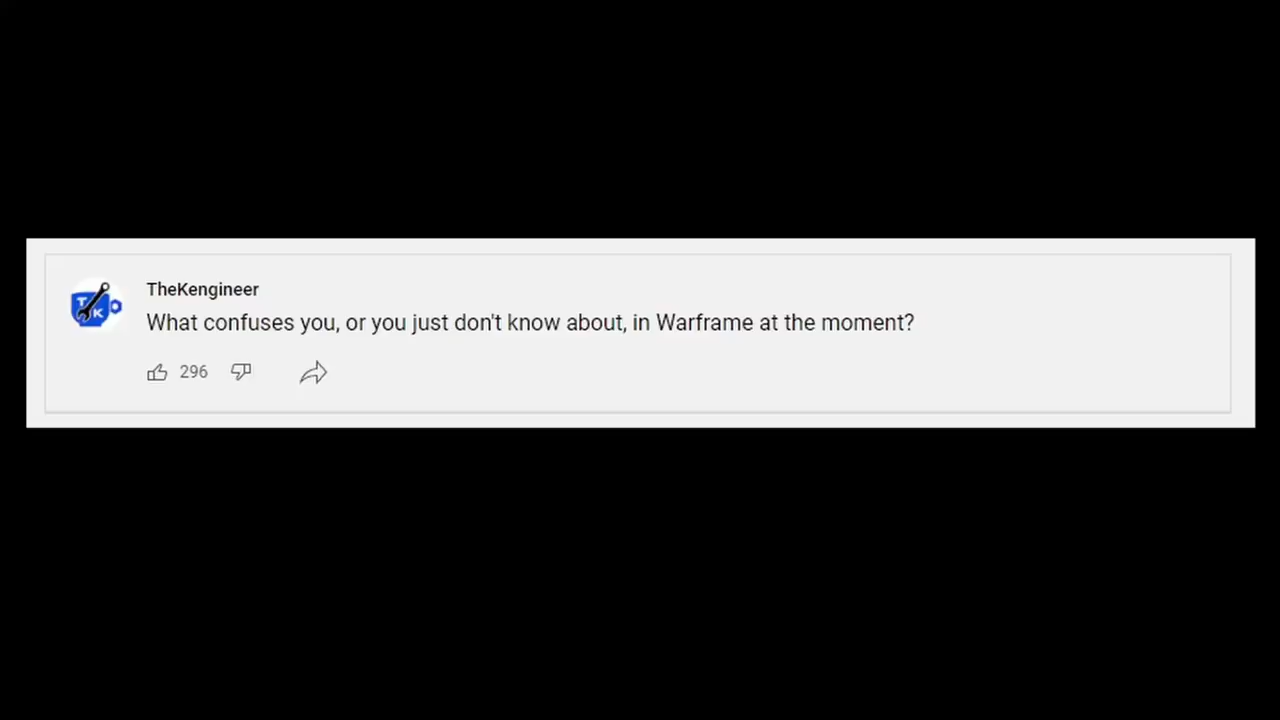 TheKengineer
What confuses you, or you just don't know about, in Warframe at the moment?
296
T
K